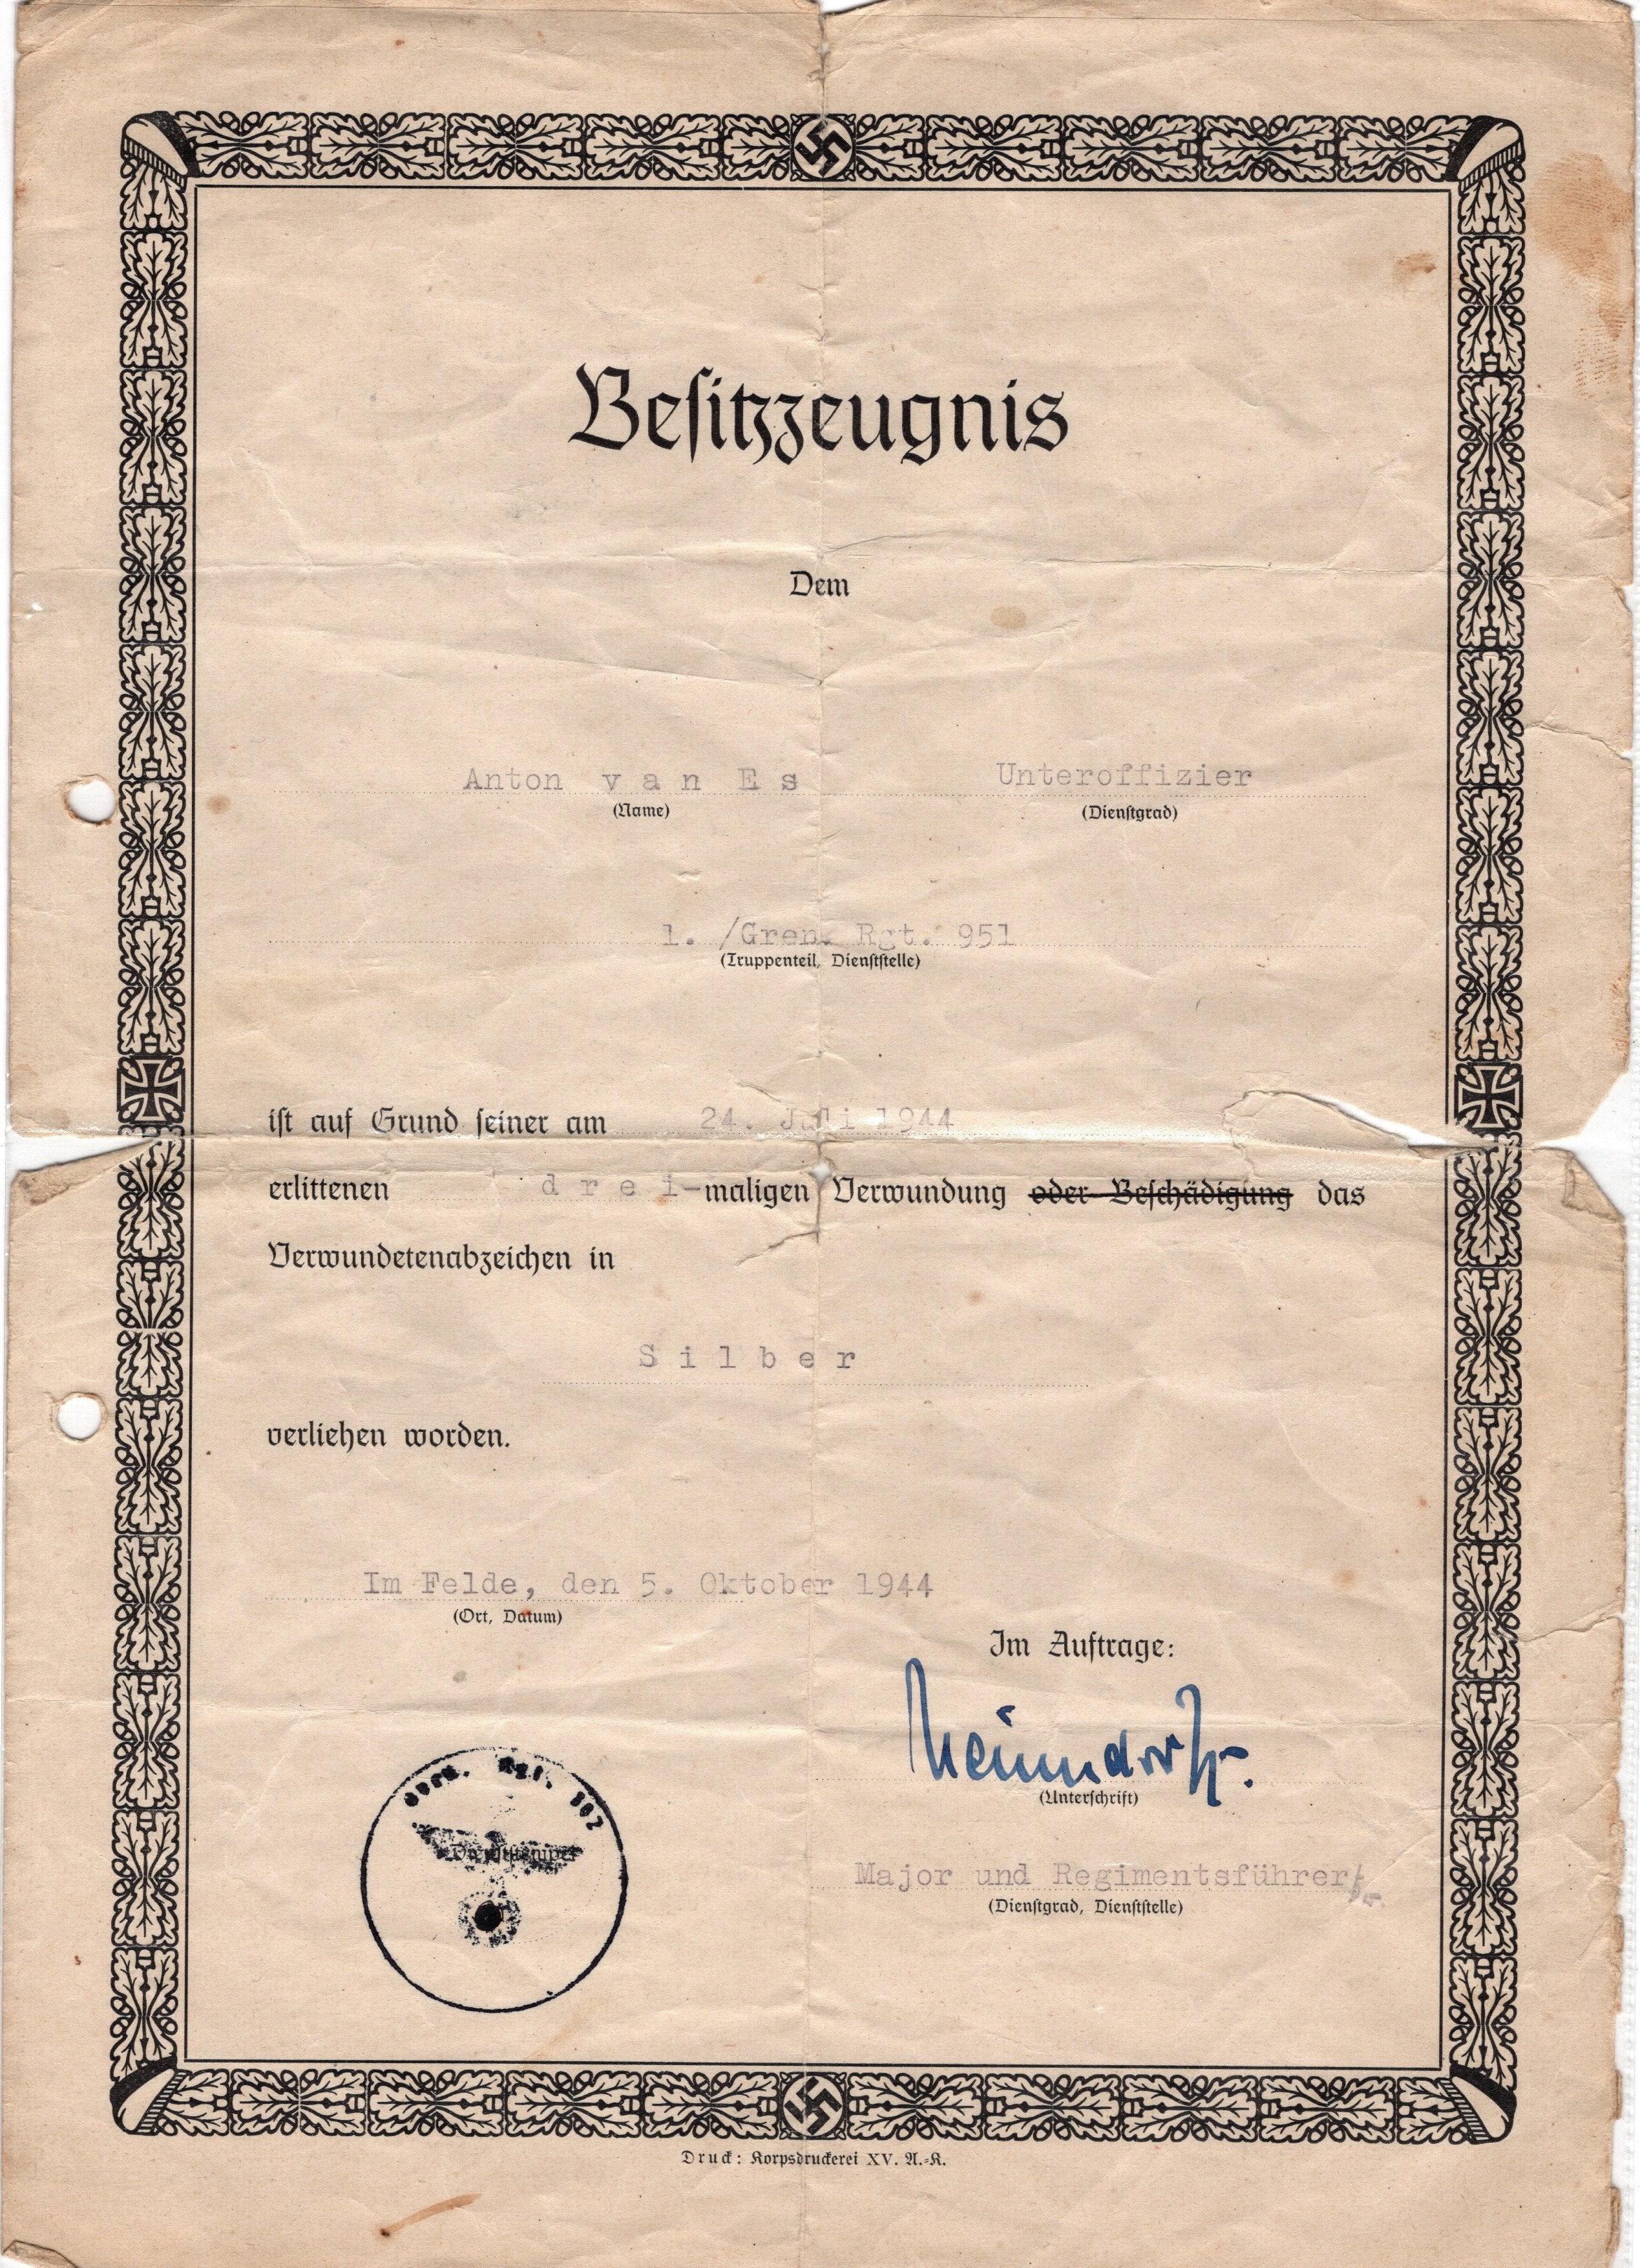 Besitzzeugnis
Dem
Anton v a n E s Unteroffizier
(Name) (Dienstgrad)
1. /Gren. Rgt. 951
(Truppenteil, Dienststelle)
ist auf Grund seiner am 24. Juli 1944
erlittenen d r e i-maligen Verwundung oder Beschädigung das
Verwundetenabzeichen in
S i l b e r
verliehen worden.
Im Felde, den 5. Oktober 1944
(Ort, Datum)
Im Auftrage:
(Unterschrift)
Rgt.
Dienststempel
Major und Regimentsführer
(Dienstgrad, Dienststelle)
Druck: Korpsdruckerei XV. A.-K.